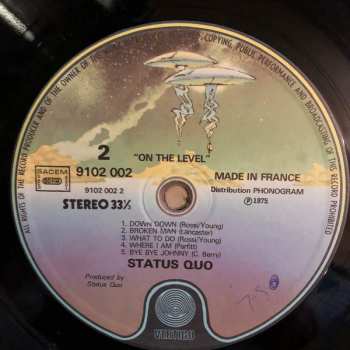 ALL RIGHTS OF THE RECORD PRODUCER AND OF THE OWNER OF THE COPYING, PUBLIC PERFORMANCE AND BROADCASTING OF THIS RECORD PROHIBITED
2
"ON THE LEVEL"
9102 002
MADE IN FRANCE
SACEM
9102 002 2
Distribution PHONOGRAM
STEREO 33⅓
Ⓟ 1975
1. DOWN DOWN (Rossi/Young)
2. BROKEN MAN (Lancaster)
3. WHAT TO DO (Rossi/Young)
4. WHERE I AM (Parfitt)
5. BYE BYE JOHNNY (C. Berry)
STATUS QUO
Produced by
Status Quo
VERTIGO